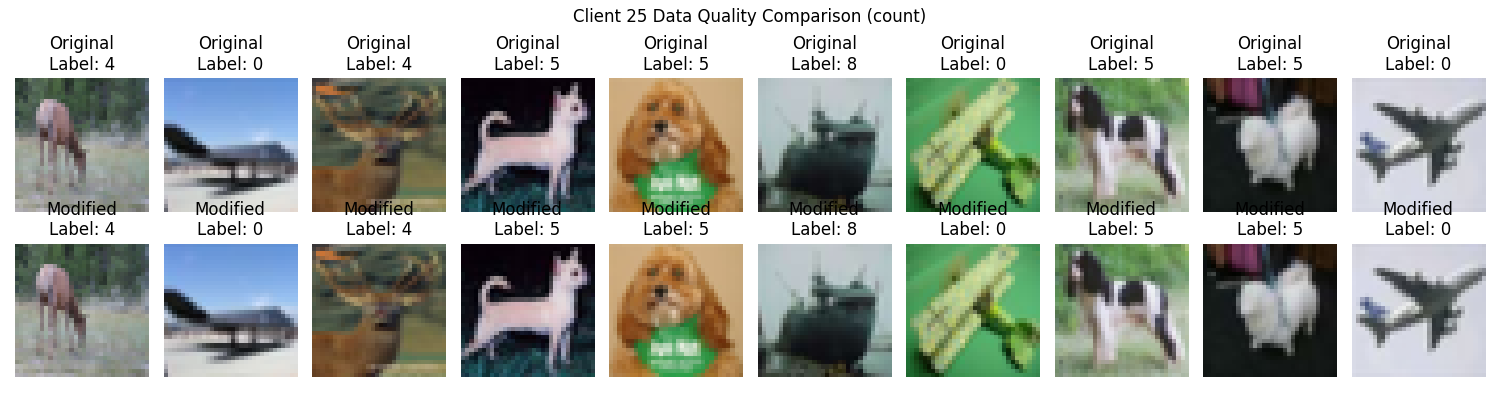 Client 25 Data Quality Comparison (count)
Original
Label: 4
Original
Label: 0
Original
Label: 4
Original
Label: 5
Original
Label: 5
Original
Label: 8
Original
Label: 0
Original
Label: 5
Original
Label: 5
Original
Label: 0
Modified
Label: 4
Modified
Label: 0
Modified
Label: 4
Modified
Label: 5
Modified
Label: 5
Modified
Label: 8
Modified
Label: 0
Modified
Label: 5
Modified
Label: 5
Modified
Label: 0